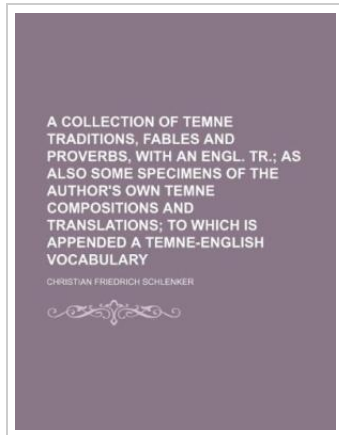 A COLLECTION OF TEMNE
TRADITIONS, FABLES AND
PROVERBS, WITH AN ENGL. TR.; AS
ALSO SOME SPECIMENS OF THE
AUTHOR'S OWN TEMNE
COMPOSITIONS AND
TRANSLATIONS; TO WHICH IS
APPENDED A TEMNE-ENGLISH
VOCABULARY
CHRISTIAN FRIEDRICH SCHLENKER